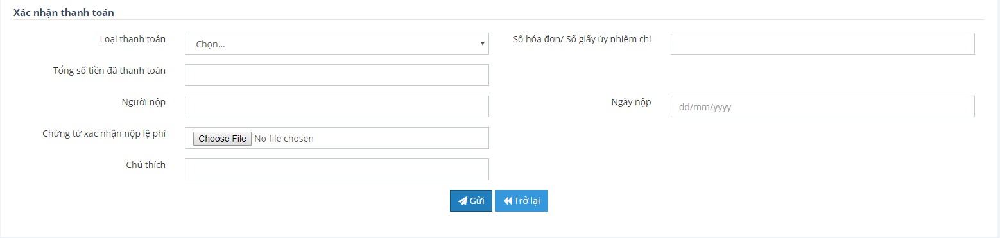 Xác nhận thanh toán
Loại thanh toán
Chọn...
Số hóa đơn/ Số giấy ủy nhiệm chi
Tổng số tiền đã thanh toán
Người nộp
Ngày nộp
dd/mm/yyyy
Chứng từ xác nhận nộp lệ phí
Choose File No file chosen
Chú thích
Gửi
Trở lại